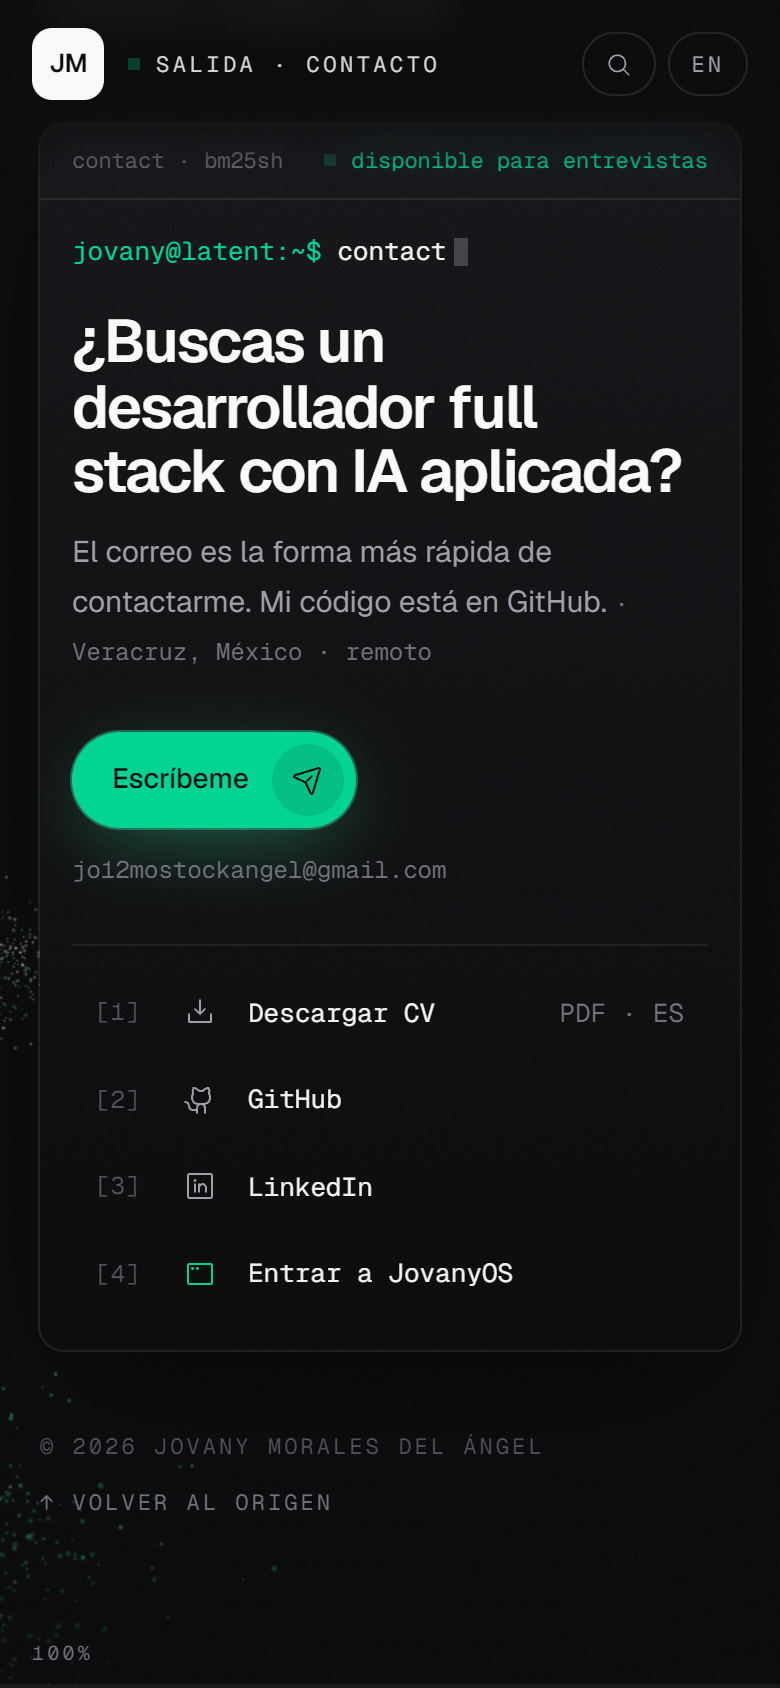 JM
SALIDA · CONTACTO
EN
contact · bm25sh
disponible para entrevistas
jovany@latent:~$ contact
¿Buscas un
desarrollador full
stack con IA aplicada?
El correo es la forma más rápida de
contactarme. Mi código está en GitHub. ·
Veracruz, México · remoto
Escríbeme
jo12mostockangel@gmail.com
[1] Descargar CV PDF · ES
[2] GitHub
[3] LinkedIn
[4] Entrar a JovanyOS
© 2026 JOVANY MORALES DEL ÁNGEL
↑ VOLVER AL ORIGEN
100%